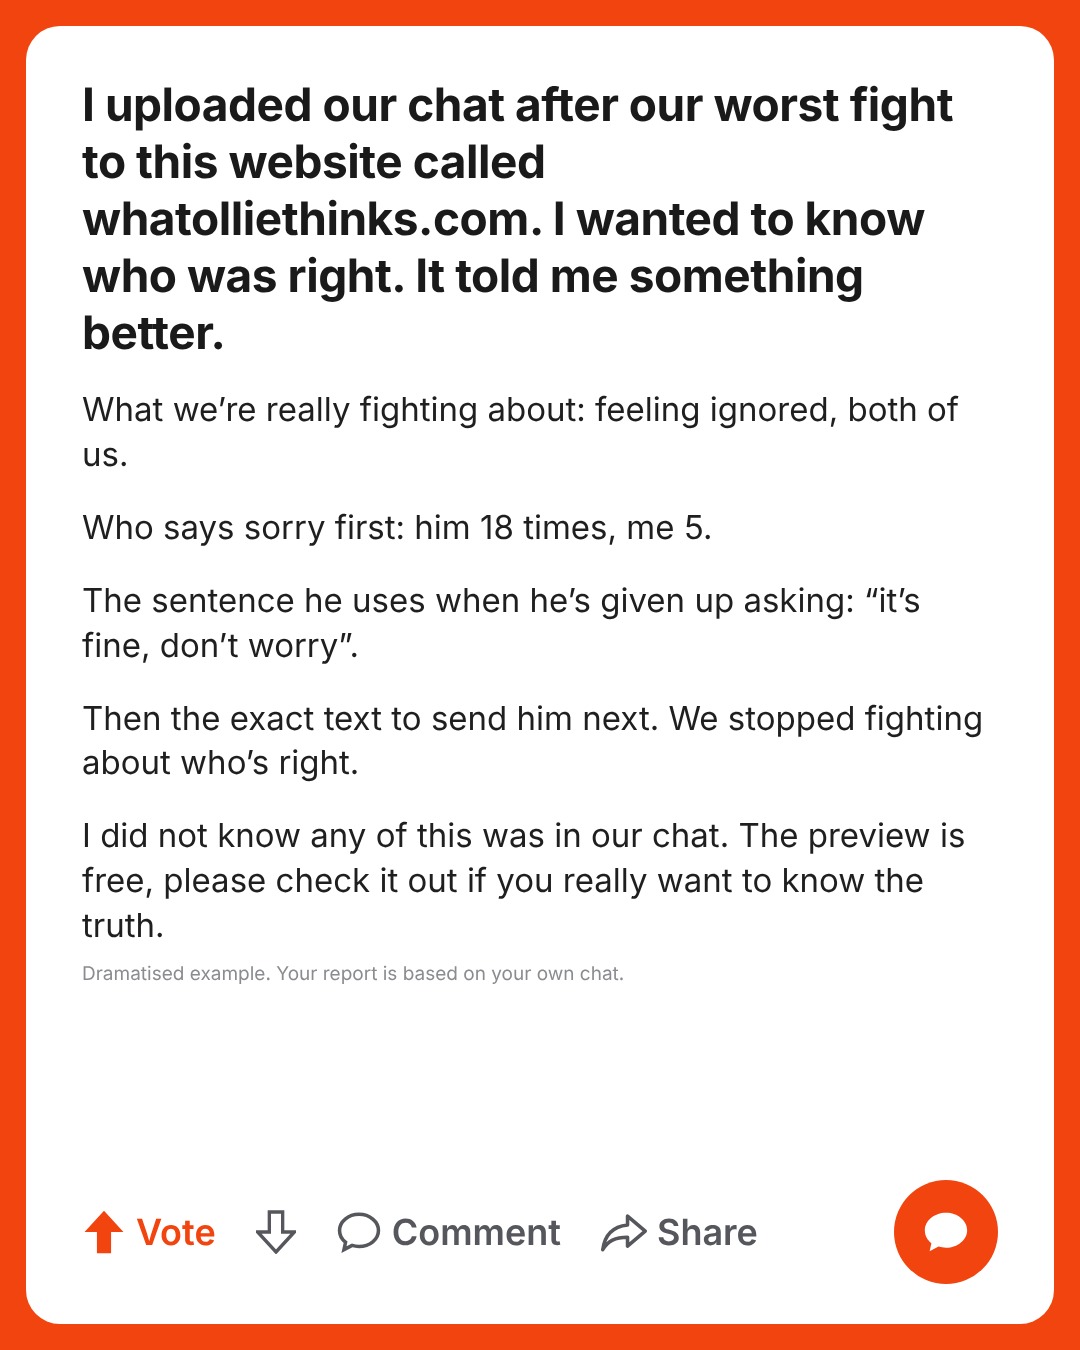 I uploaded our chat after our worst fight
to this website called
whatolliethinks.com. I wanted to know
who was right. It told me something
better.
What we’re really fighting about: feeling ignored, both of
us.
Who says sorry first: him 18 times, me 5.
The sentence he uses when he’s given up asking: “it’s
fine, don’t worry”.
Then the exact text to send him next. We stopped fighting
about who’s right.
I did not know any of this was in our chat. The preview is
free, please check it out if you really want to know the
truth.
Dramatised example. Your report is based on your own chat.
Vote Comment Share